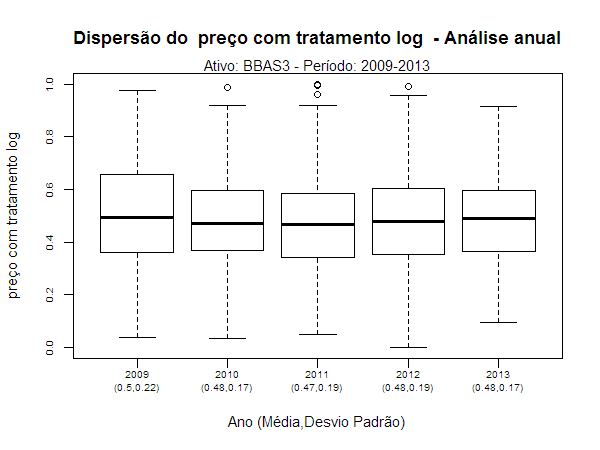 Dispersão do  preço com tratamento log  - Análise anual
Ativo: BBAS3 - Período: 2009-2013
preço com tratamento log
1.0
0.8
0.6
0.4
0.2
0.0
2009 2010 2011 2012 2013
(0.5,0.22) (0.48,0.17) (0.47,0.19) (0.48,0.19) (0.48,0.17)
Ano (Média,Desvio Padrão)